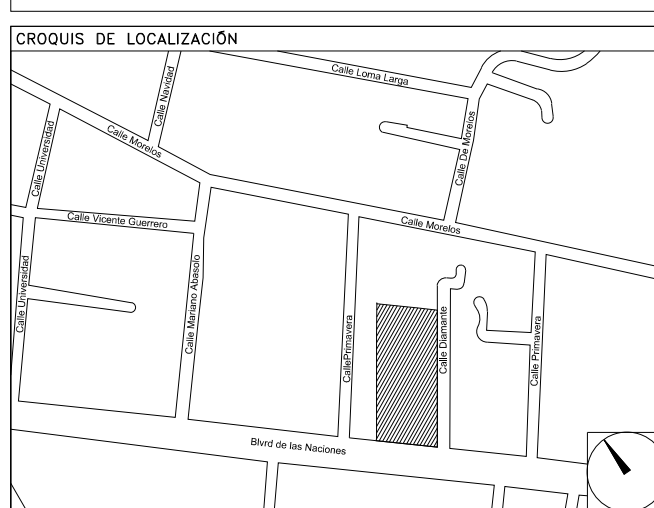 CROQUIS DE LOCALIZACIÓN
Calle Loma Larga
Calle Navidad
Calle Morelos
Calle De Morelos
Calle Universidad
Calle Vicente Guerrero
Calle Morelos
Calle Universidad
Calle Mariano Abasolo
CallePrimavera
Calle Diamante
Calle Primavera
Blvrd de las Naciones